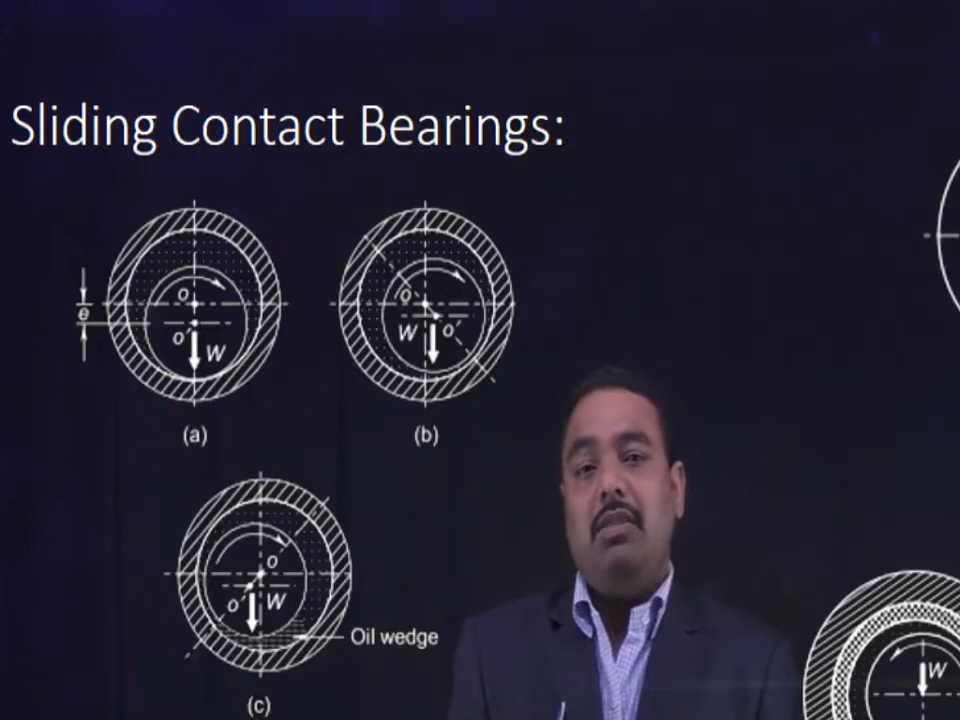 Sliding Contact Bearings:
e
o
o'
W
(a)
o
W
o'
(b)
o
o'
W
Oil wedge
(c)
W